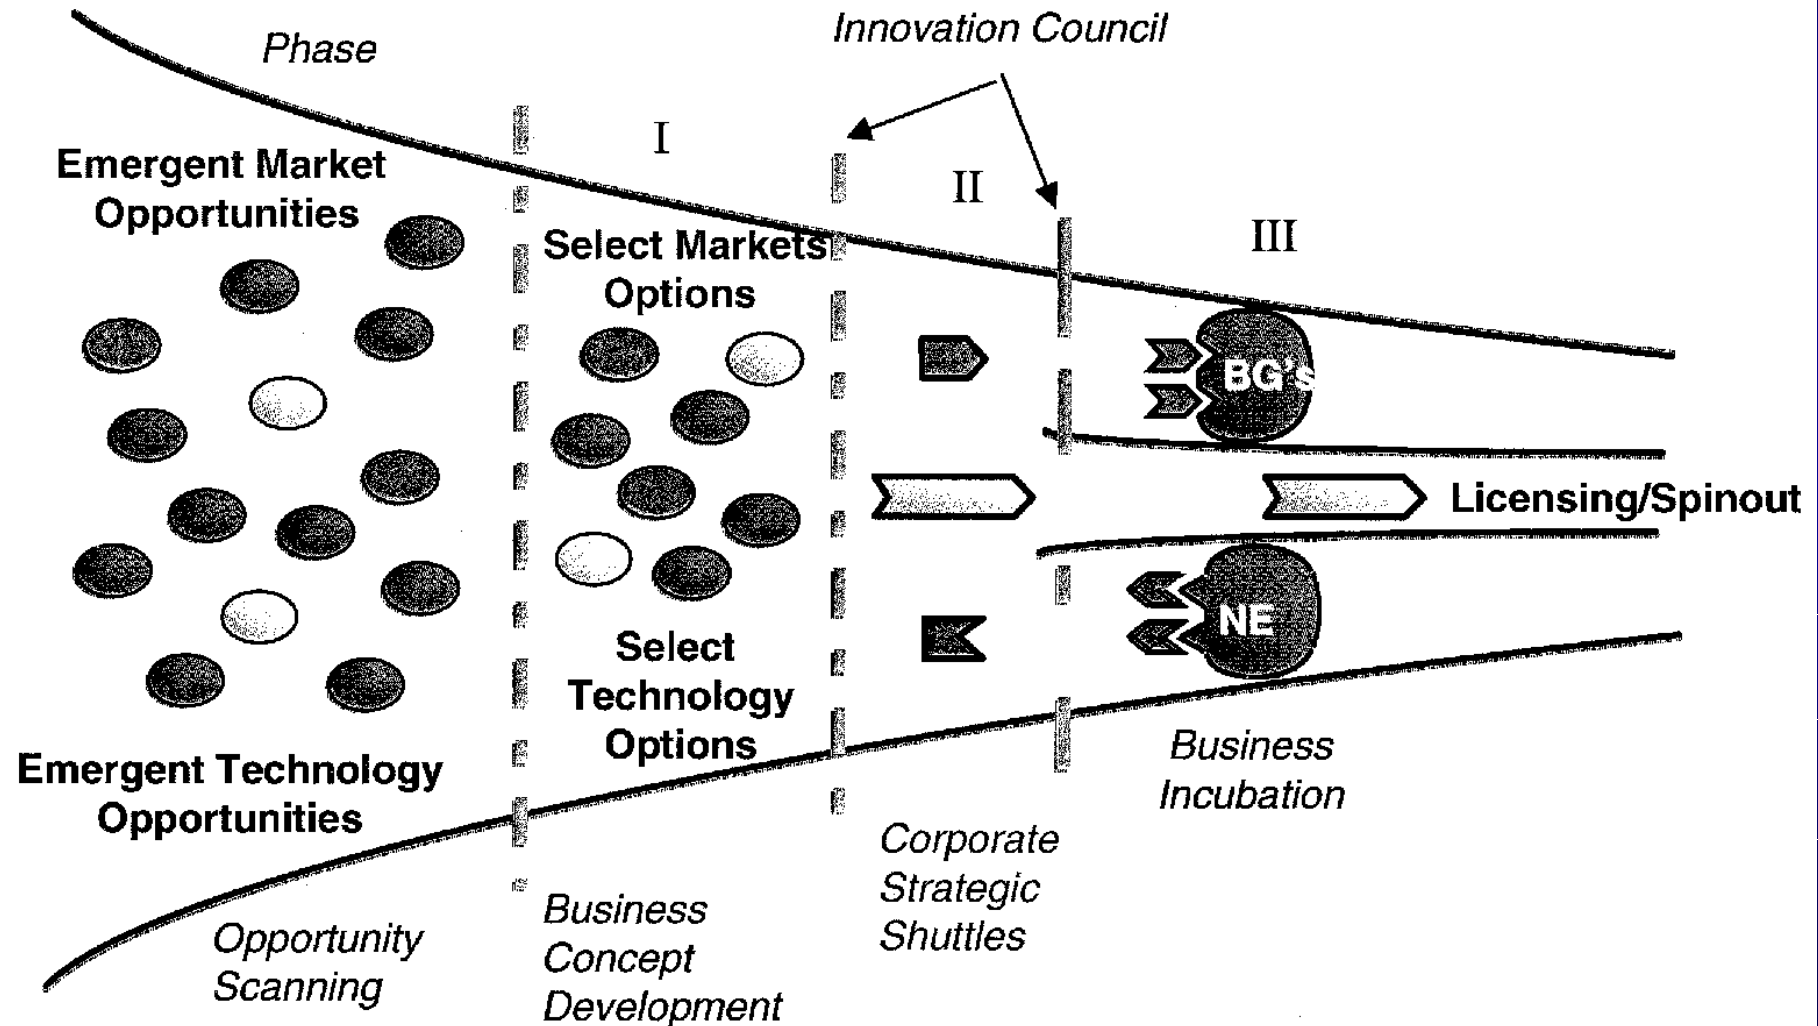 Phase
Innovation Council
I
II
III
Emergent Market
Opportunities
Select Markets
Options
BG's
Licensing/Spinout
NE
Select
Technology
Options
Emergent Technology
Opportunities
Opportunity
Scanning
Business
Concept
Development
Corporate
Strategic
Shuttles
Business
Incubation